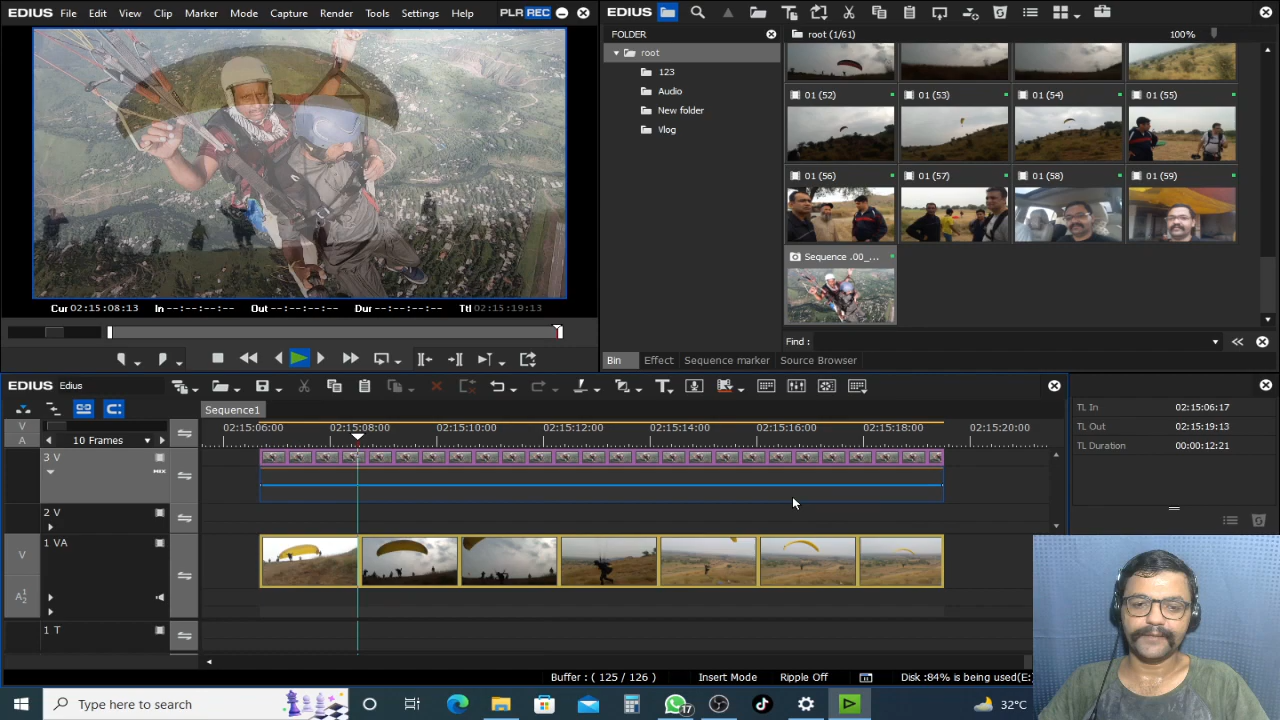 EDIUS File Edit View Clip Marker Mode Capture Render Tools Settings Help PLR REC
Cur 02:15:08:13 In --:--:--:-- Out --:--:--:-- Dur --:--:--:-- Ttl 02:15:19:13
EDIUS
FOLDER
root
123
Audio
New folder
Vlog
root (1/61) 100%
01 (52) 01 (53) 01 (54) 01 (55)
01 (56) 01 (57) 01 (58) 01 (59)
Sequence .00_...
Find :
Bin Effect Sequence marker Source Browser
EDIUS Edius
Sequence1
V
A 10 Frames
02:15:06:00 02:15:08:00 02:15:10:00 02:15:12:00 02:15:14:00 02:15:16:00 02:15:18:00 02:15:20:00
3 V
MIX
2 V
1 VA
V
A12
1 T
TL In 02:15:06:17
TL Out 02:15:19:13
TL Duration 00:00:12:21
Buffer : ( 125 / 126 ) Insert Mode Ripple Off Disk :84% is being used(E:
Type here to search
17
32°C